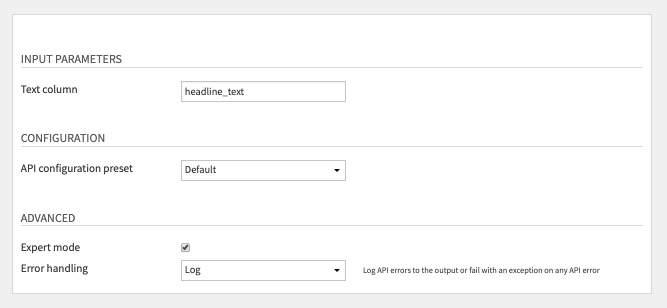 INPUT PARAMETERS
Text column headline_text
CONFIGURATION
API configuration preset Default
ADVANCED
Expert mode
Error handling Log Log API errors to the output or fail with an exception on any API error